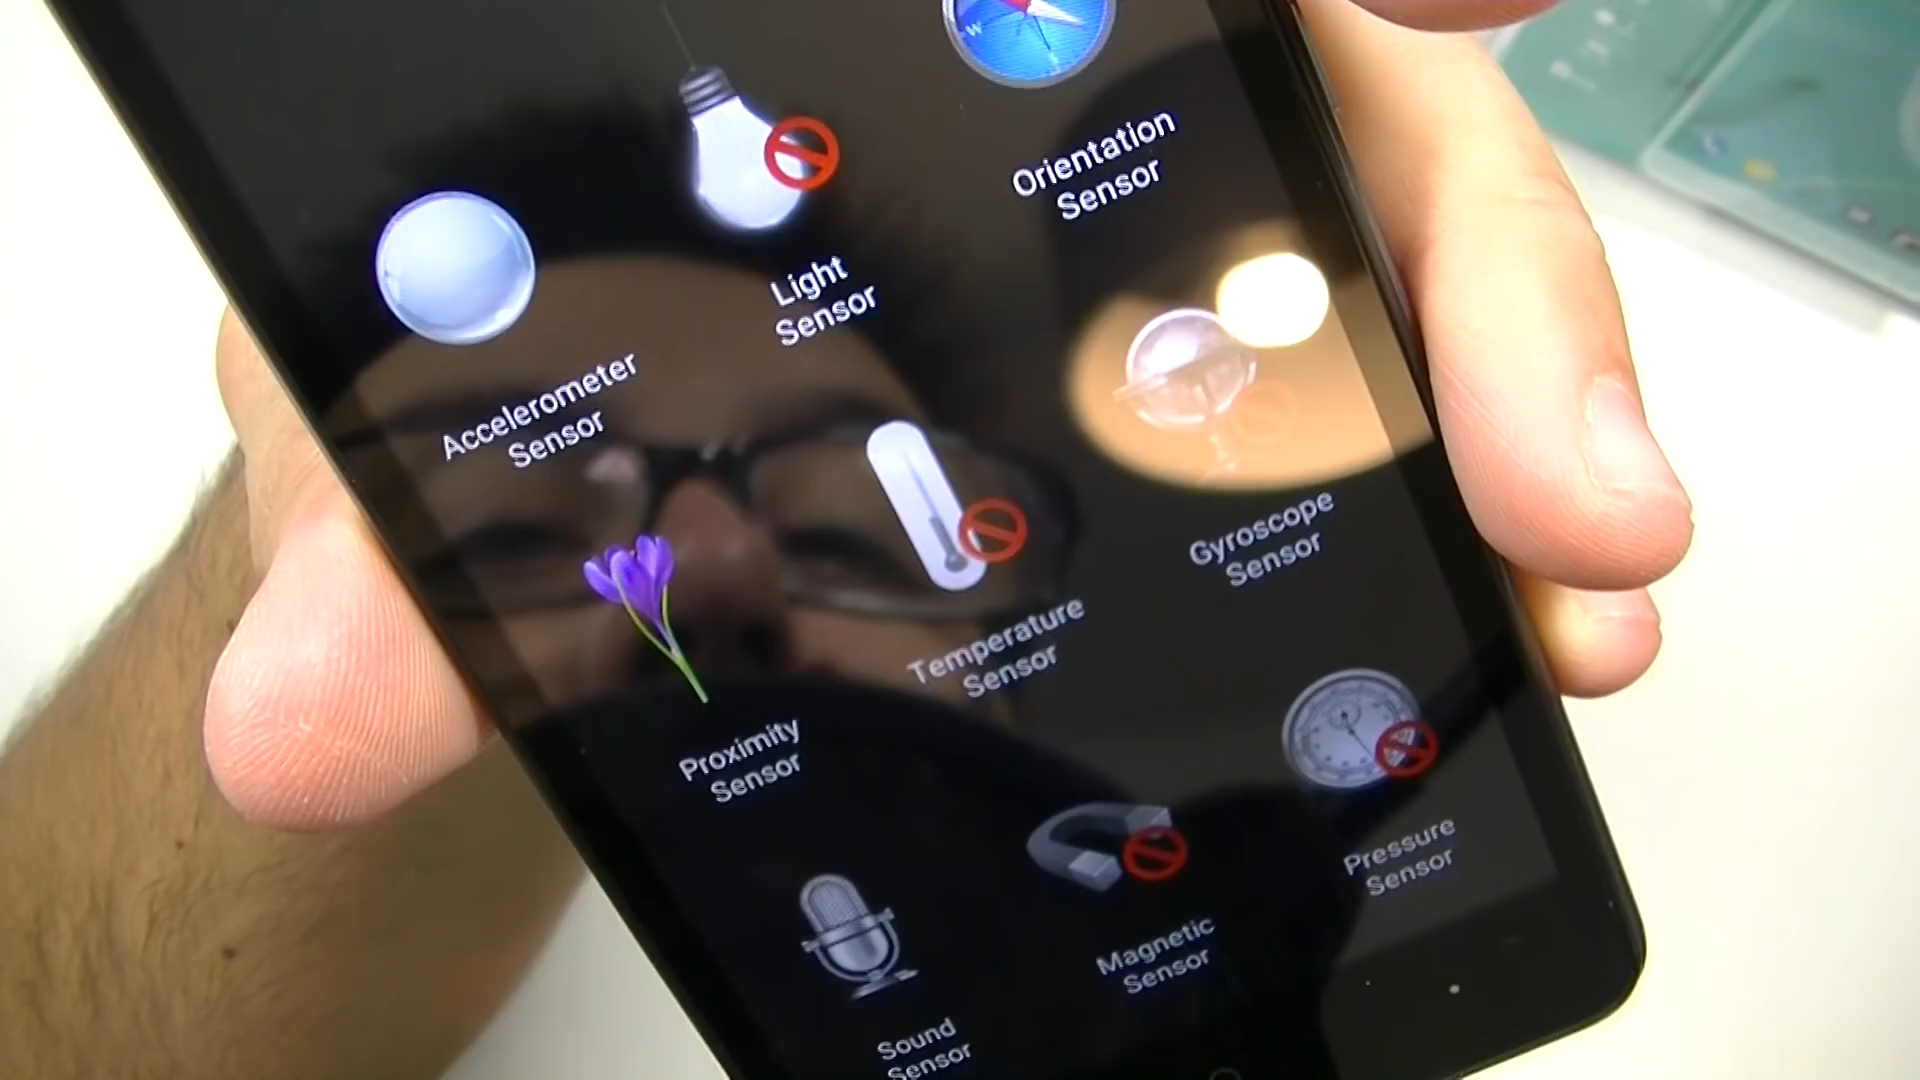 Accelerometer
Sensor
Light
Sensor
Orientation
Sensor
Proximity
Sensor
Temperature
Sensor
Gyroscope
Sensor
Sound
Sensor
Magnetic
Sensor
Pressure
Sensor
W